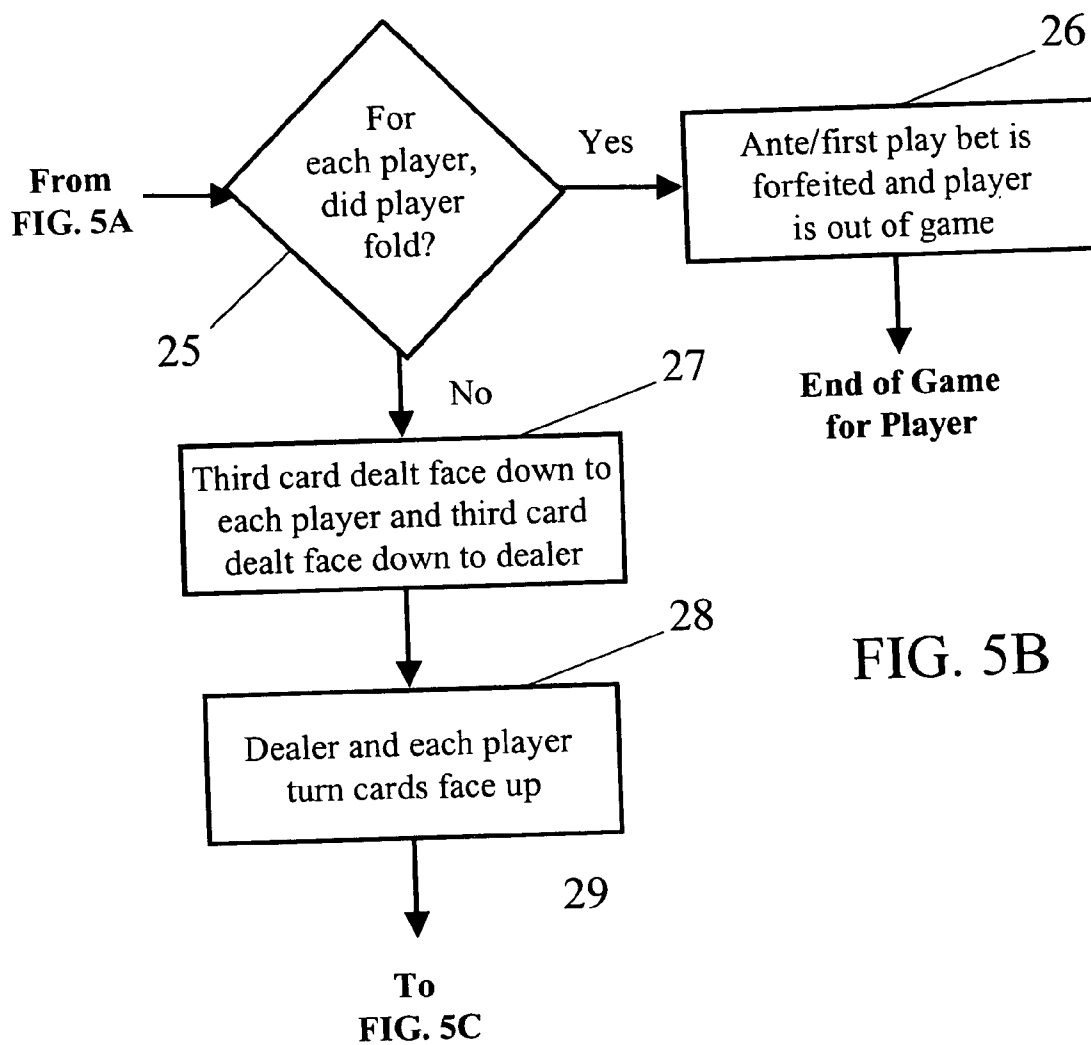 26
For
each player,
did player
fold?
Yes
Ante/first play bet is
forfeited and player
is out of game
From
FIG. 5A
25
End of Game
for Player
No
27
Third card dealt face down to
each player and third card
dealt face down to dealer
28
FIG. 5B
Dealer and each player
turn cards face up
29
To
FIG. 5C